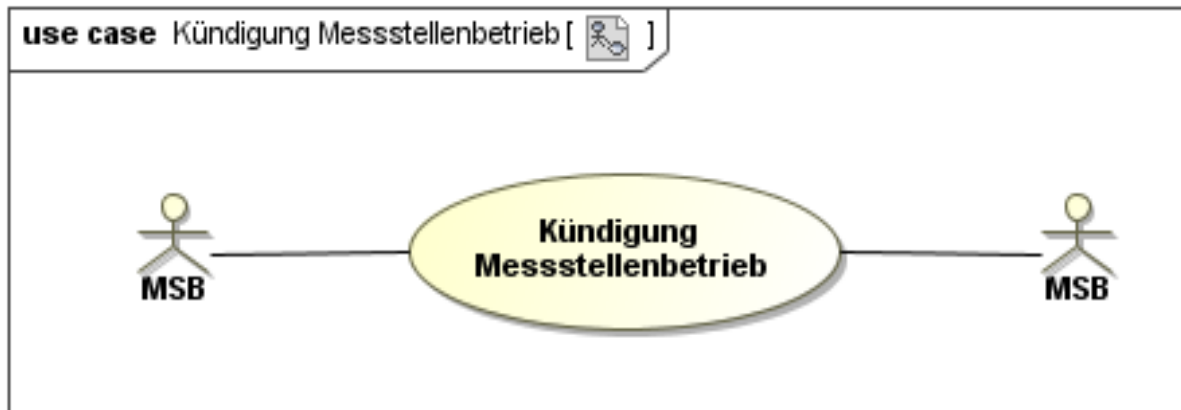 use case Kündigung Messstellenbetrieb [ ]
Kündigung
Messstellenbetrieb
MSB
MSB